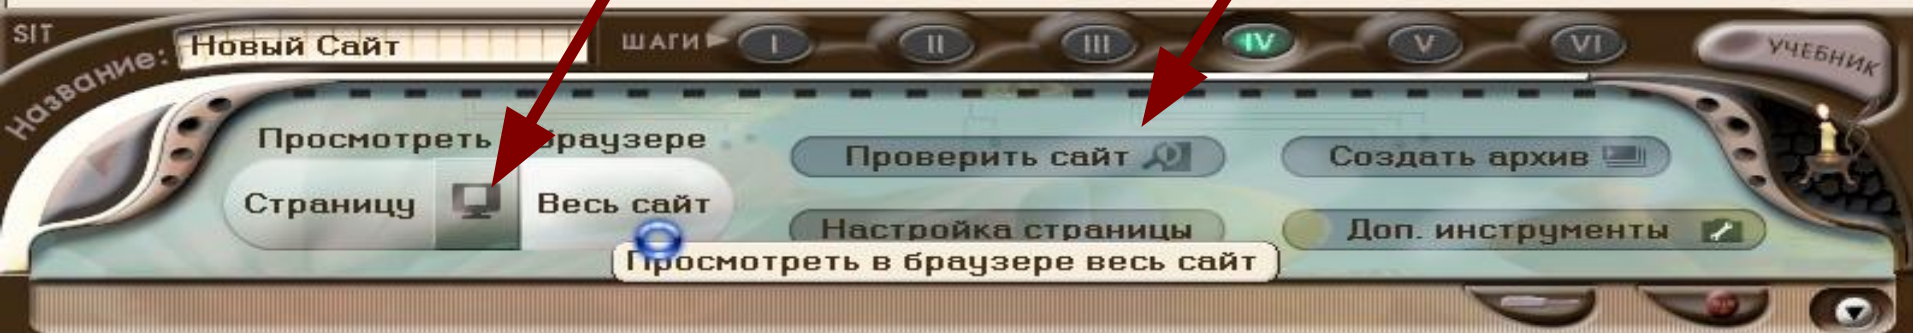 SIT
Название: Новый Сайт
ШАГИ I II III IV V VI
УЧЕБНИК
Просмотреть браузере
Страницу Весь сайт
Проверить сайт
Создать архив
Настройка страницы
Доп. инструменты
Просмотреть в браузере весь сайт